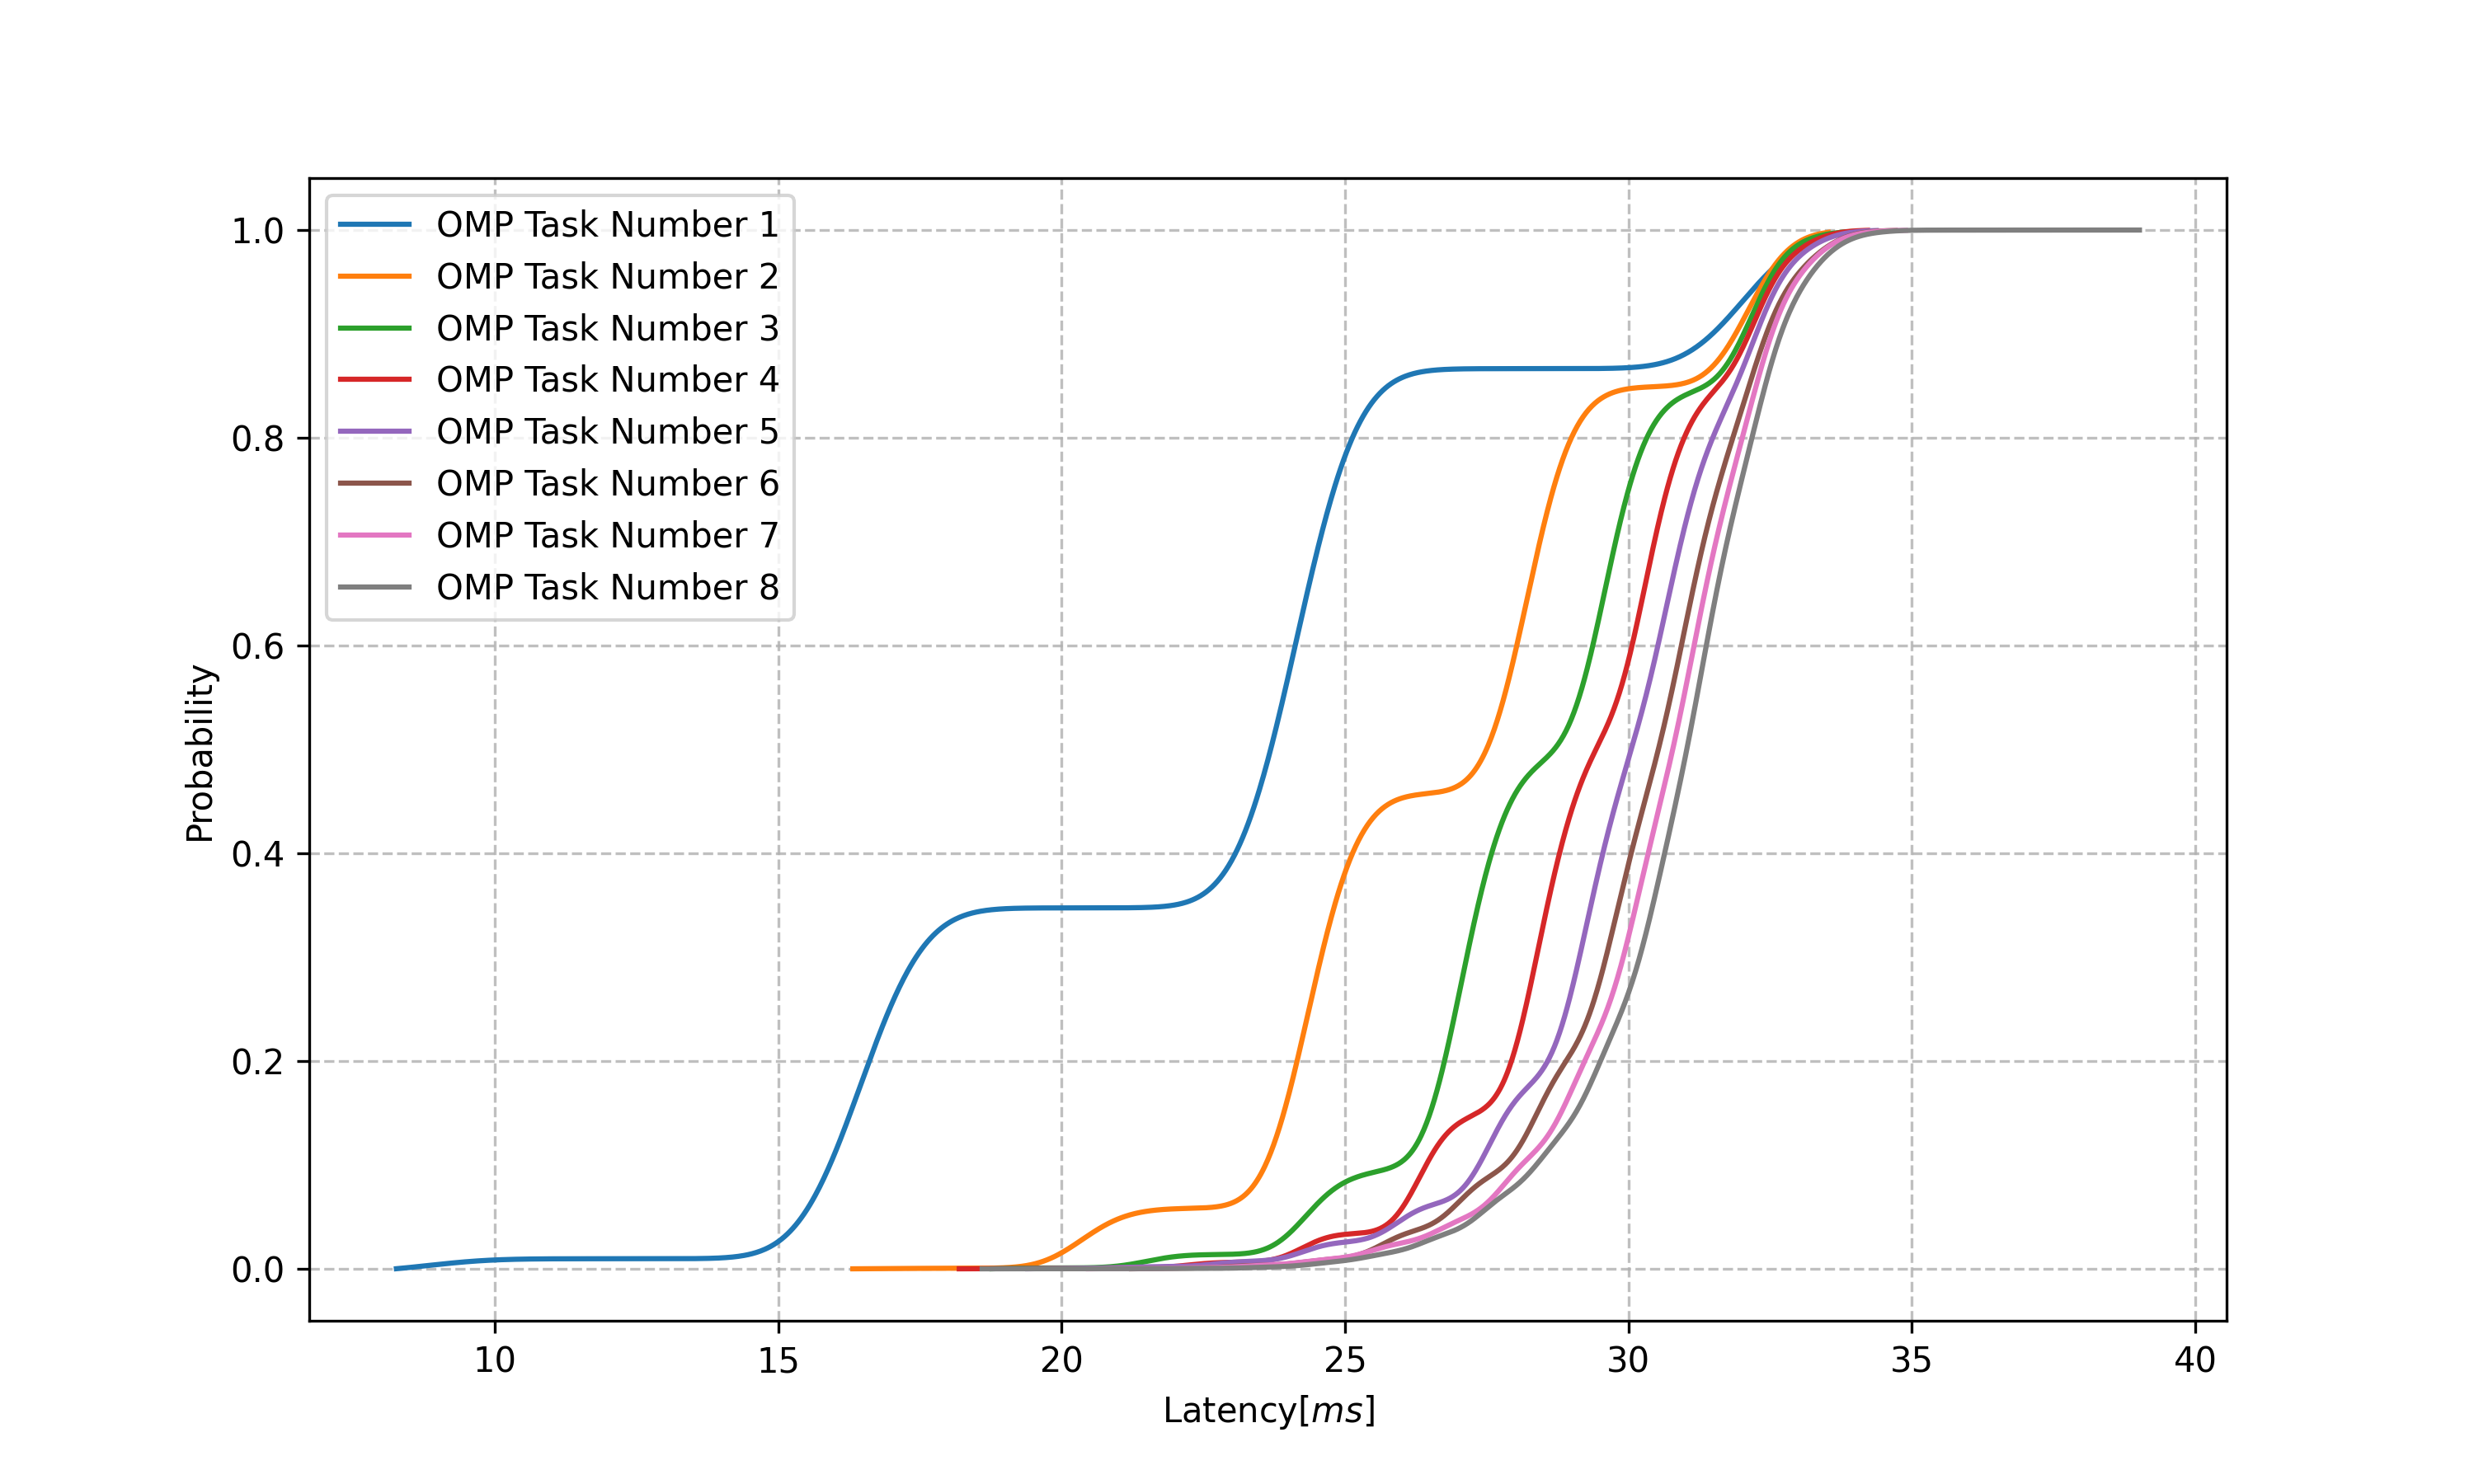 OMP Task Number 1
OMP Task Number 2
OMP Task Number 3
OMP Task Number 4
OMP Task Number 5
OMP Task Number 6
OMP Task Number 7
OMP Task Number 8
1.0
0.8
0.6
0.4
0.2
0.0
Probability
10 15 20 25 30 35 40
Latency[ms]